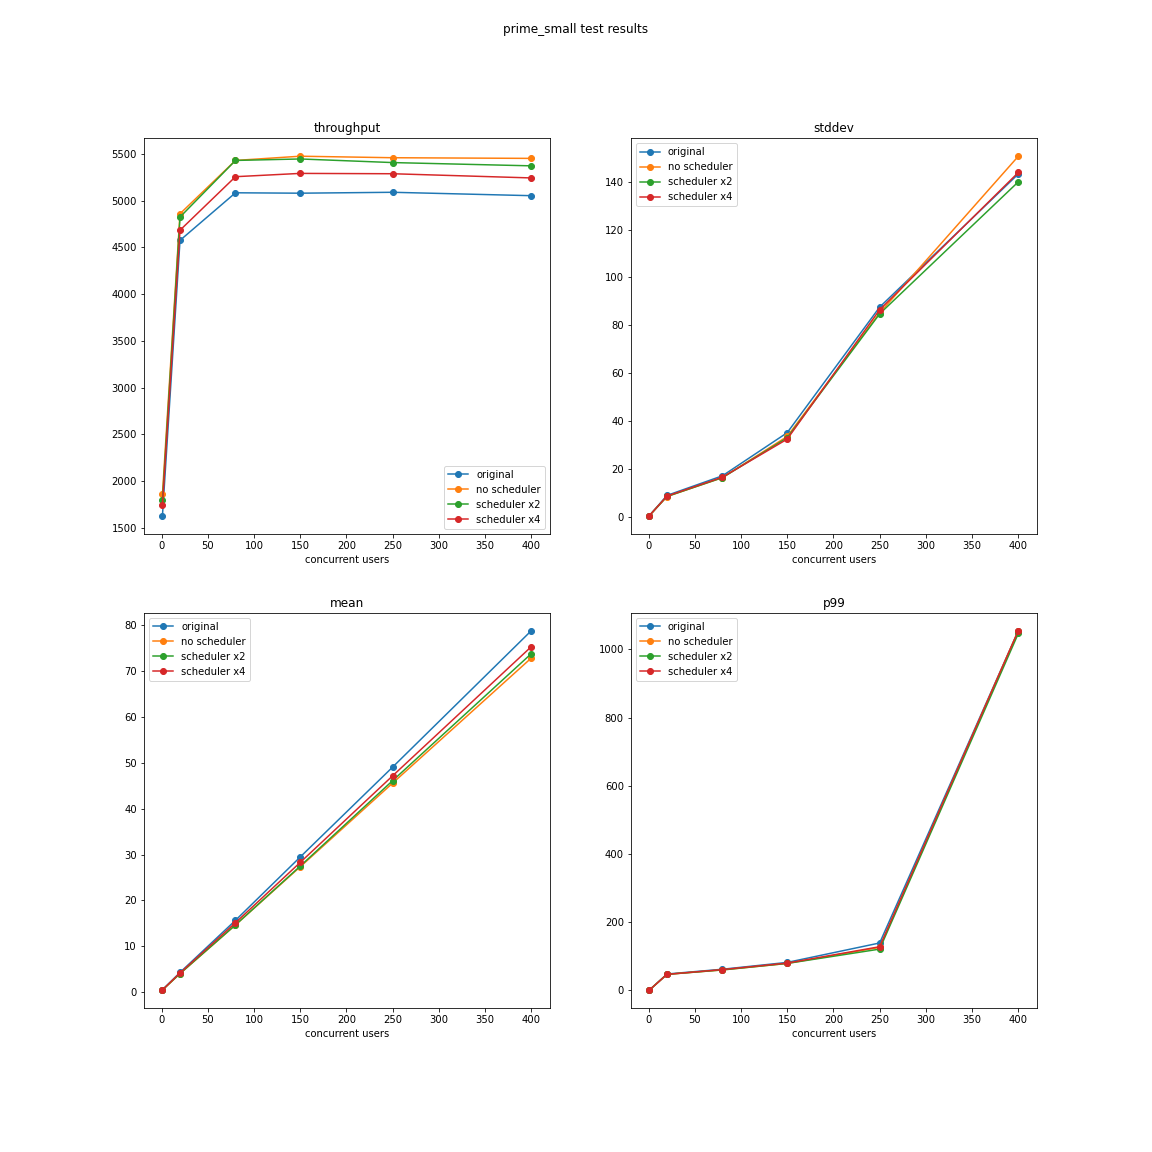 prime_small test results
throughput
5500
5000
4500
4000
3500
3000
2500
2000
1500
original
no scheduler
scheduler x2
scheduler x4
0 50 100 150 200 250 300 350 400
concurrent users
stddev
original
no scheduler
scheduler x2
scheduler x4
140
120
100
80
60
40
20
0
0 50 100 150 200 250 300 350 400
concurrent users
mean
original
no scheduler
scheduler x2
scheduler x4
80
70
60
50
40
30
20
10
0
0 50 100 150 200 250 300 350 400
concurrent users
p99
original
no scheduler
scheduler x2
scheduler x4
1000
800
600
400
200
0
0 50 100 150 200 250 300 350 400
concurrent users